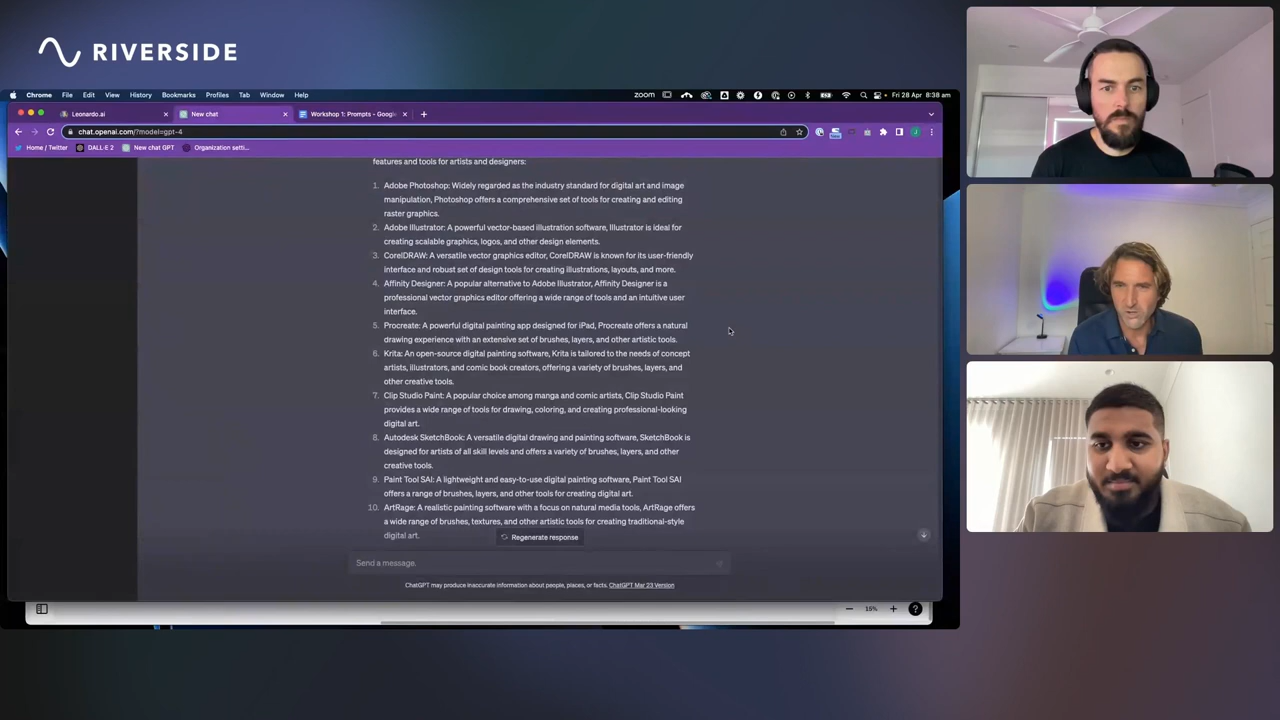 RIVERSIDE
Chrome File Edit View History Bookmarks Profiles Tab Window Help
zoom Fri 28 Apr 8:38 am
Leonardo.ai
New chat
Workshop 1: Prompts - Google
chat.openai.com/?model=gpt-4
Home / Twitter DALL-E 2 New chat GPT Organization setti...
features and tools for artists and designers:
1. Adobe Photoshop: Widely regarded as the industry standard for digital art and image
manipulation, Photoshop offers a comprehensive set of tools for creating and editing
raster graphics.
2. Adobe Illustrator: A powerful vector-based illustration software, Illustrator is ideal for
creating scalable graphics, logos, and other design elements.
3. CorelDRAW: A versatile vector graphics editor, CorelDRAW is known for its user-friendly
interface and robust set of design tools for creating illustrations, layouts, and more.
4. Affinity Designer: A popular alternative to Adobe Illustrator, Affinity Designer is a
professional vector graphics editor offering a wide range of tools and an intuitive user
interface.
5. Procreate: A powerful digital painting app designed for iPad, Procreate offers a natural
drawing experience with an extensive set of brushes, layers, and other artistic tools.
6. Krita: An open-source digital painting software, Krita is tailored to the needs of concept
artists, illustrators, and comic book creators, offering a variety of brushes, layers, and
other creative tools.
7. Clip Studio Paint: A popular choice among manga and comic artists, Clip Studio Paint
provides a wide range of tools for drawing, coloring, and creating professional-looking
digital art.
8. Autodesk SketchBook: A versatile digital drawing and painting software, SketchBook is
designed for artists of all skill levels and offers a variety of brushes, layers, and other
creative tools.
9. Paint Tool SAI: A lightweight and easy-to-use digital painting software, Paint Tool SAI
offers a range of brushes, layers, and other tools for creating digital art.
10. ArtRage: A realistic painting software with a focus on natural media tools, ArtRage offers
a wide range of brushes, textures, and other artistic tools for creating traditional-style
digital art.
Regenerate response
Send a message.
ChatGPT may produce inaccurate information about people, places, or facts. ChatGPT Mar 23 Version
15%